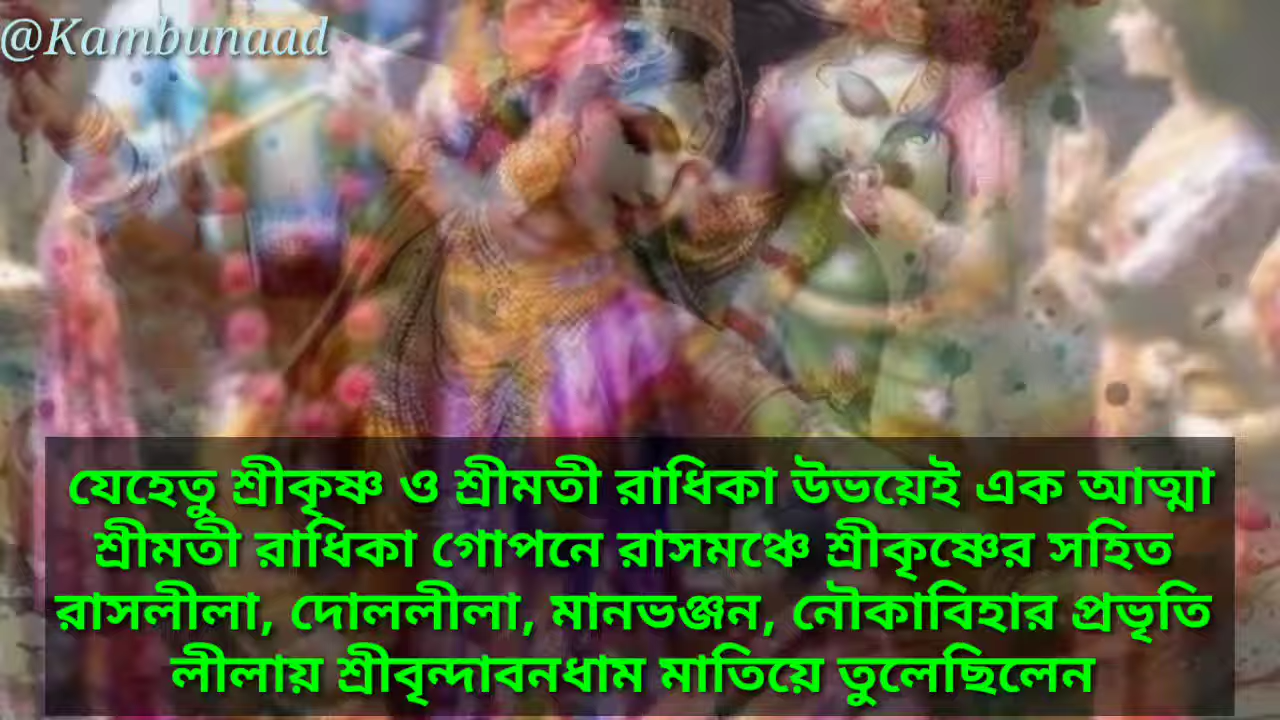 @Kambunaad
যেহেতু শ্রীকৃষ্ণ ও শ্রীমতী রাধিকা উভয়েই এক আত্মা
শ্রীমতী রাধিকা গোপনে রাসমঞ্চে শ্রীকৃষ্ণের সহিত
রাসলীলা, দোললীলা, মানভঞ্জন, নৌকাবিহার প্রভৃতি
লীলায় শ্রীবৃন্দাবনধাম মাতিয়ে তুলেছিলেন